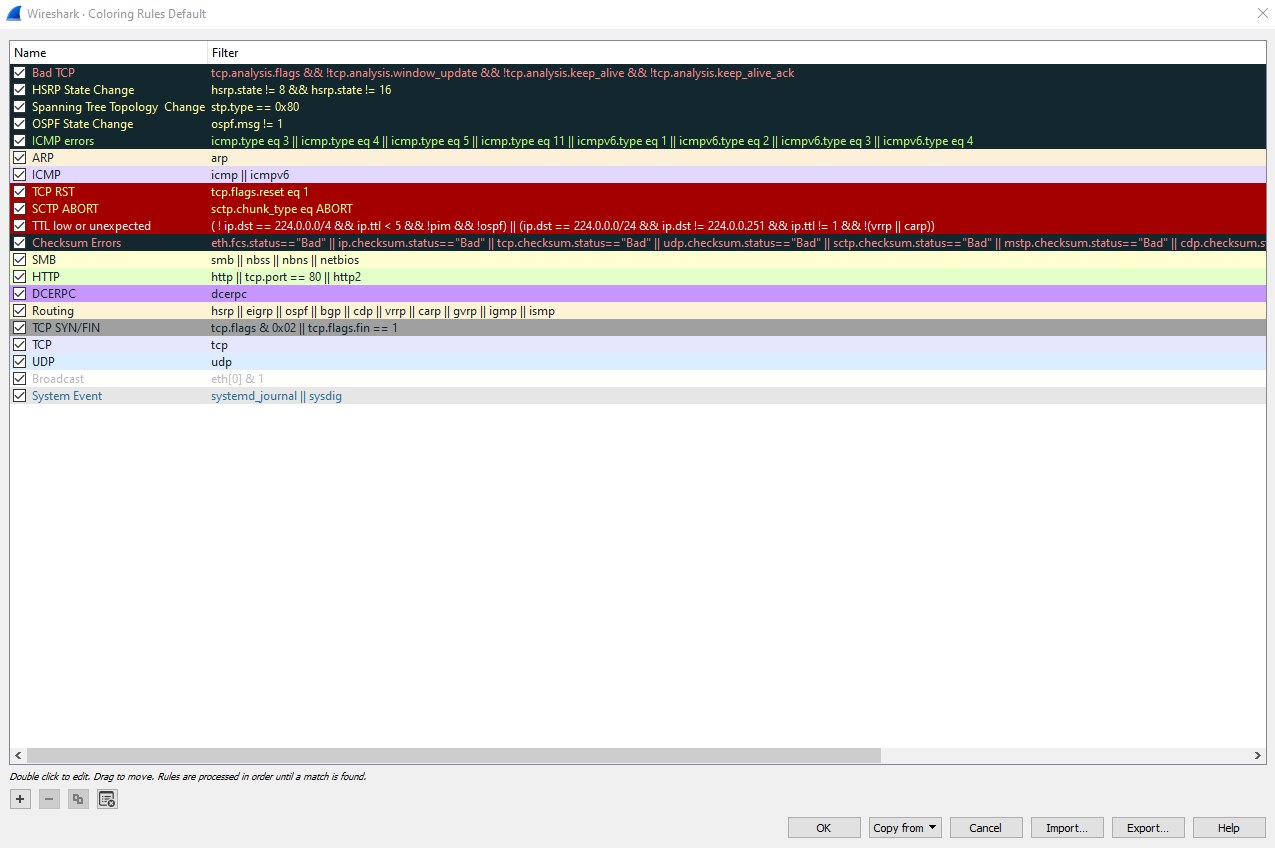 Wireshark · Coloring Rules Default
Name Filter
Bad TCP tcp.analysis.flags && !tcp.analysis.window_update && !tcp.analysis.keep_alive && !tcp.analysis.keep_alive_ack
HSRP State Change hsrp.state != 8 && hsrp.state != 16
Spanning Tree Topology  Change stp.type == 0x80
OSPF State Change ospf.msg != 1
ICMP errors icmp.type eq 3 || icmp.type eq 4 || icmp.type eq 5 || icmp.type eq 11 || icmpv6.type eq 1 || icmpv6.type eq 2 || icmpv6.type eq 3 || icmpv6.type eq 4
ARP arp
ICMP icmp || icmpv6
TCP RST tcp.flags.reset eq 1
SCTP ABORT sctp.chunk_type eq ABORT
TTL low or unexpected ( ! ip.dst == 224.0.0.0/4 && ip.ttl < 5 && !pim && !ospf) || (ip.dst == 224.0.0.0/24 && ip.dst != 224.0.0.251 && ip.ttl != 1 && !(vrrp || carp))
Checksum Errors eth.fcs.status=="Bad" || ip.checksum.status=="Bad" || tcp.checksum.status=="Bad" || udp.checksum.status=="Bad" || sctp.checksum.status=="Bad" || mstp.checksum.status=="Bad" || cdp.checksum.s
SMB smb || nbss || nbns || netbios
HTTP http || tcp.port == 80 || http2
DCERPC dcerpc
Routing hsrp || eigrp || ospf || bgp || cdp || vrrp || carp || gvrp || igmp || ismp
TCP SYN/FIN tcp.flags & 0x02 || tcp.flags.fin == 1
TCP tcp
UDP udp
Broadcast eth[0] & 1
System Event systemd_journal || sysdig
Double click to edit. Drag to move. Rules are processed in order until a match is found.
OK Copy from Cancel Import... Export... Help